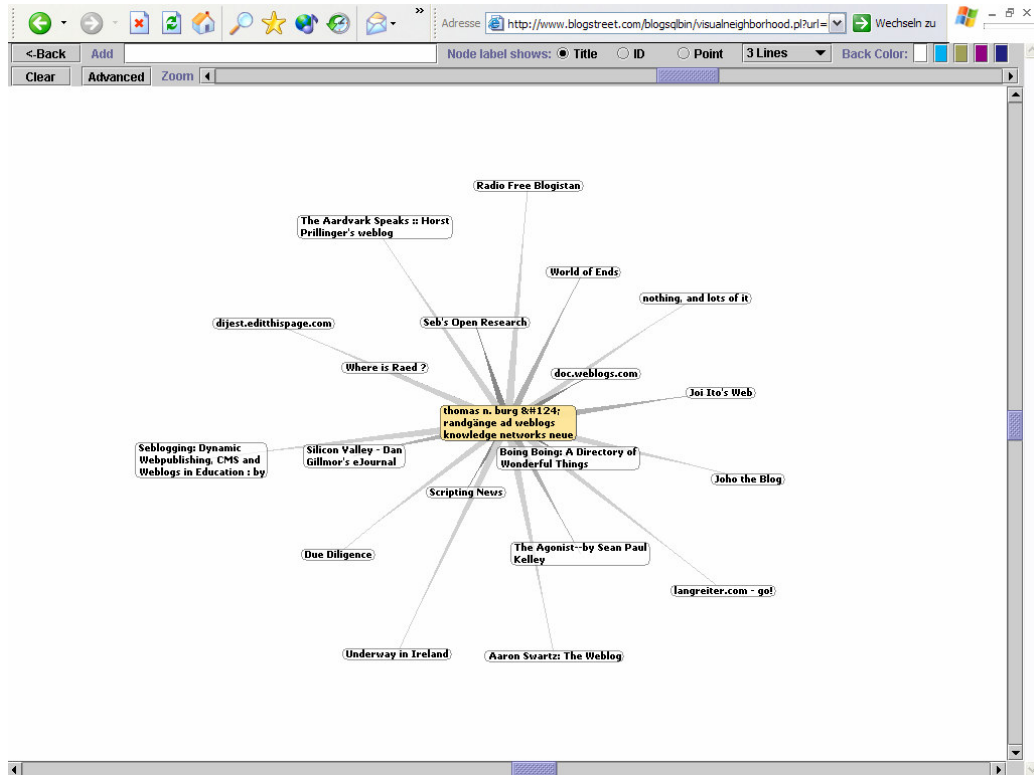 Adresse http://www.blogstreet.com/blogsqlbin/visualneighborhood.pl?url= Wechseln zu
<-Back Add Node label shows: Title ID Point 3 Lines Back Color:
Clear Advanced Zoom
Radio Free Blogistan
The Aardvark Speaks :: Horst
Prillinger's weblog
World of Ends
nothing, and lots of it
dijest.editthispage.com
Seb's Open Research
Where is Raed ?
doc.weblogs.com
Joi Ito's Web
thomas n. burg &#124;
randgänge ad weblogs
knowledge networks neue
Seblogging: Dynamic
Webpublishing, CMS and
Weblogs in Education : by
Silicon Valley - Dan
Gillmor's eJournal
Boing Boing: A Directory of
Wonderful Things
Joho the Blog
Scripting News
Due Diligence
The Agonist--by Sean Paul
Kelley
langreiter.com - go!
Underway in Ireland
Aaron Swartz: The Weblog